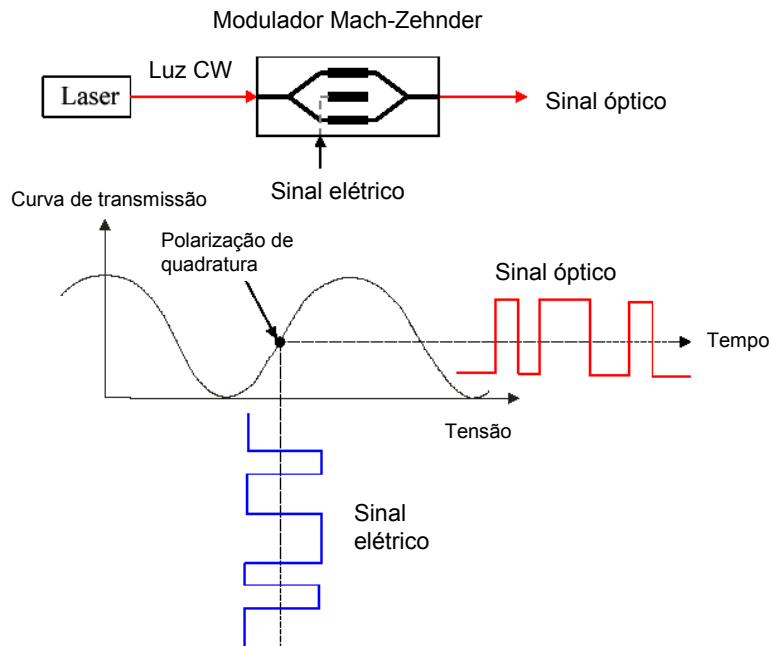 Modulador Mach-Zehnder
Luz CW
Laser
Sinal óptico
Sinal elétrico
Curva de transmissão
Polarização de
quadratura
Sinal óptico
Tempo
Tensão
Sinal
elétrico